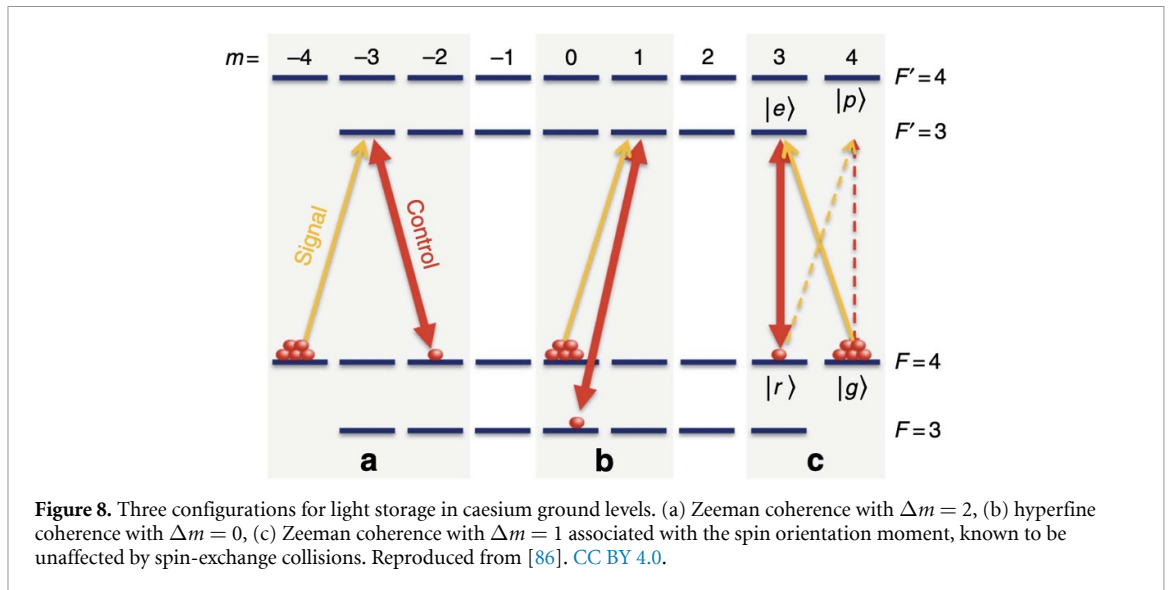 m= −4 −3 −2 −1 0 1 2 3 4
F′=4
|e⟩ |p⟩
F′=3
Signal
Control
F=4
|r⟩ |g⟩
F=3
a b c
Figure 8. Three configurations for light storage in caesium ground levels. (a) Zeeman coherence with Δm = 2, (b) hyperfine
coherence with Δm = 0, (c) Zeeman coherence with Δm = 1 associated with the spin orientation moment, known to be
unaffected by spin-exchange collisions. Reproduced from [86]. CC BY 4.0.